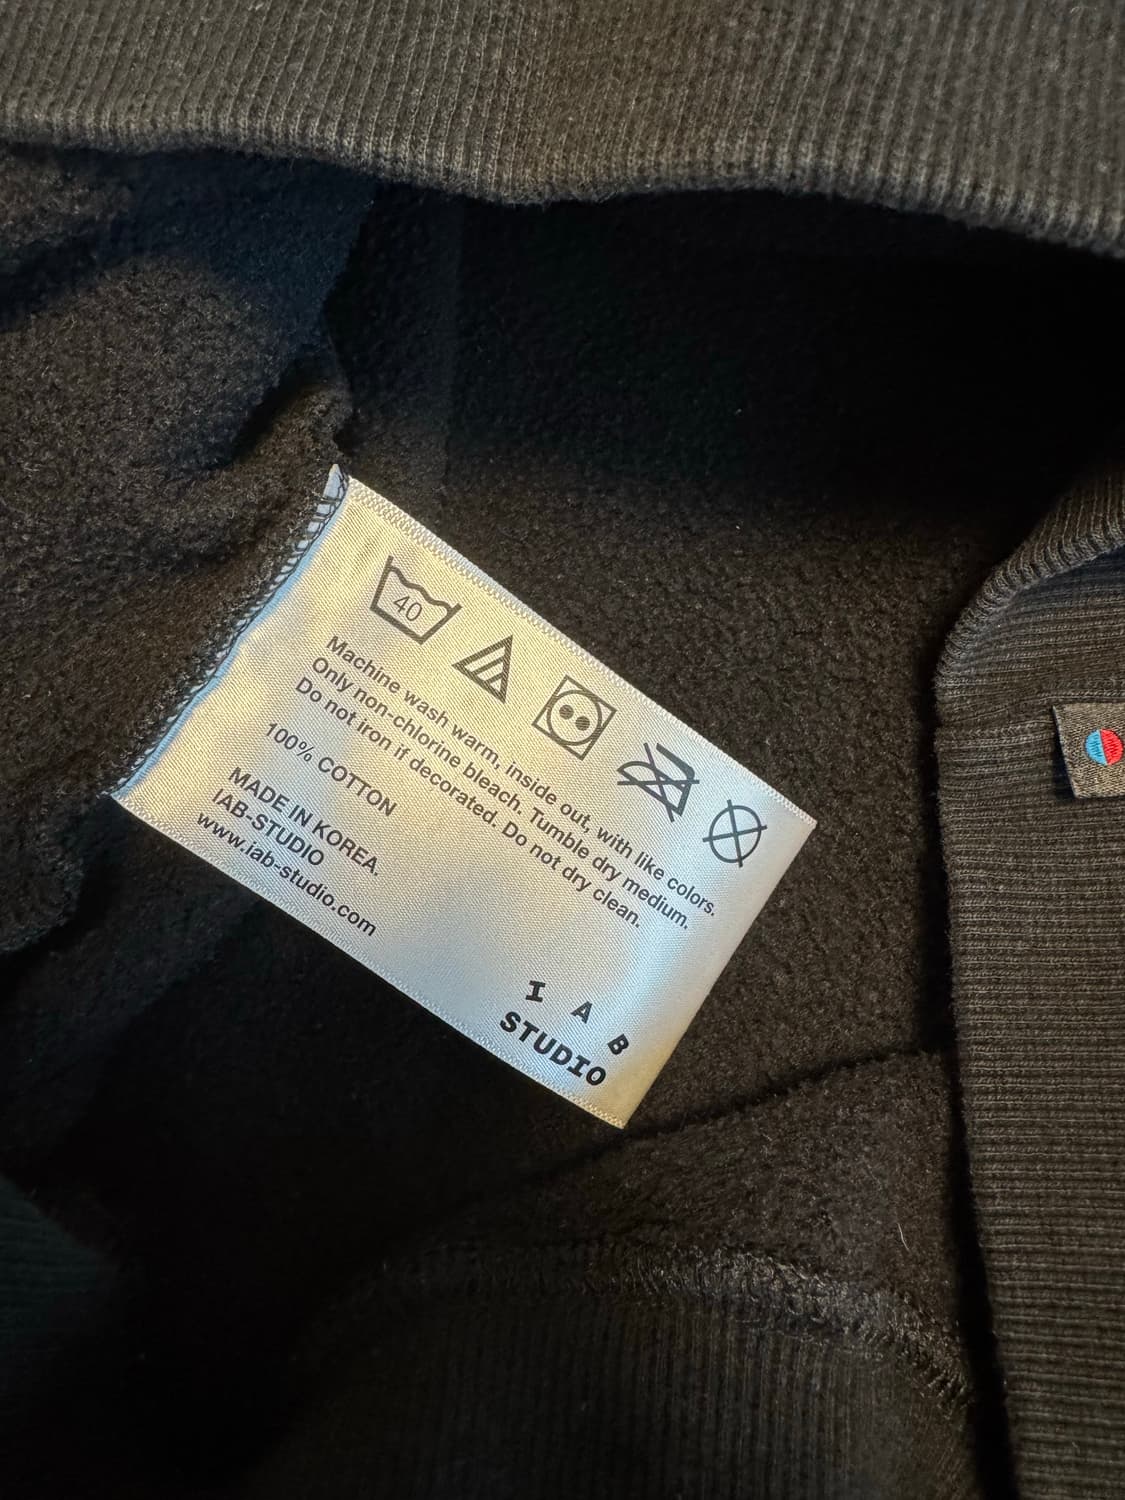 40
Machine wash warm, inside out, with like colors.
Only non-chlorine bleach. Tumble dry medium.
Do not iron if decorated. Do not dry clean.
100% COTTON
MADE IN KOREA.
IAB-STUDIO
www.iab-studio.com
I A B
STUDIO